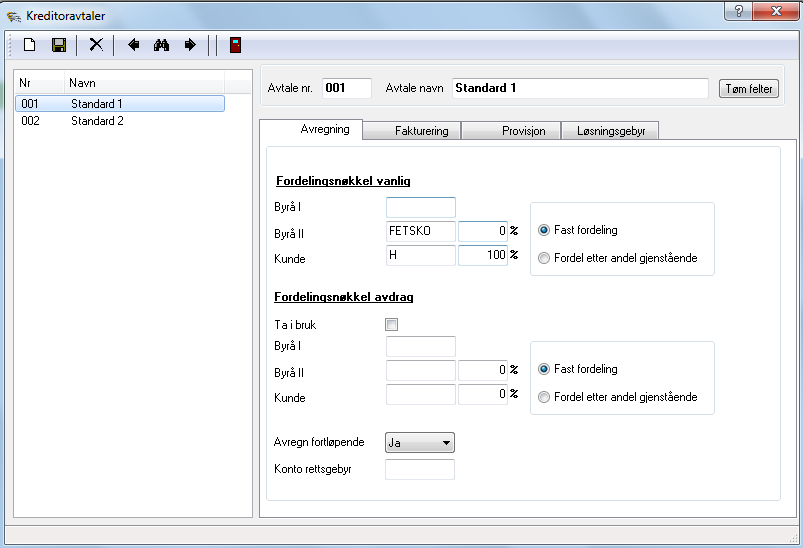 Kreditoravtaler
?
Nr Navn
001 Standard 1
002 Standard 2
Avtale nr. 001 Avtale navn Standard 1 Tøm felter
Avregning Fakturering Provisjon Løsningsgebyr
Fordelingsnøkkel vanlig
Byrå I
Byrå II FETSKO 0 %
Kunde H 100 %
Fast fordeling
Fordel etter andel gjenstående
Fordelingsnøkkel avdrag
Ta i bruk
Byrå I
Byrå II 0 %
Kunde 0 %
Fast fordeling
Fordel etter andel gjenstående
Avregn fortløpende Ja
Konto rettsgebyr